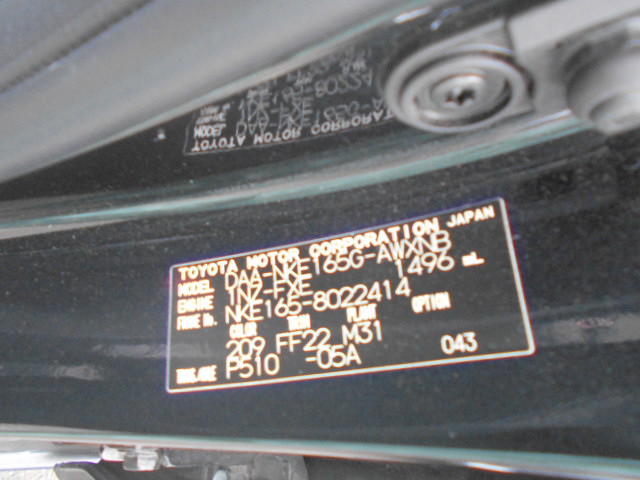 TOYOTA MOTOR CORPORATION JAPAN
MODEL DAA-NKE165G-AWXNB
ENGINE 1NZ-FXE 1496 mL
FRAME No. NKE165-8022414
COLOR TRIM PLANT OPTION
209 FF22 M31
TRANS./AXLE P510 -05A 043